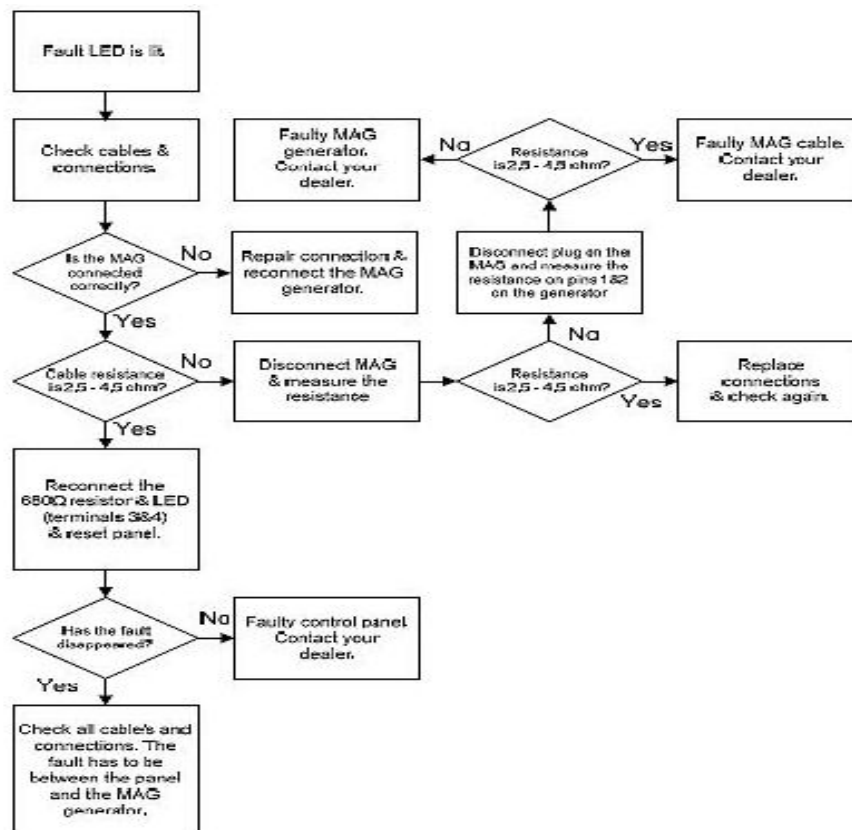 Fault LED is lit.
Check cables &
connections.
Is the MAG
connected
correctly?
No
Repair connection &
reconnect the MAG
generator.
Yes
Cable resistance
is 2,5 - 4,5 ohm?
No
Disconnect MAG
& measure the
resistance
Resistance
is 2,5 - 4,5 ohm?
Yes
Replace
connections
& check again.
No
Disconnect plug on the
MAG and measure the
resistance on pins 1&2
on the generator
Resistance
is 2,5 - 4,5 ohm?
No
Faulty MAG
generator.
Contact your
dealer.
Yes
Faulty MAG cable.
Contact your
dealer.
Yes
Reconnect the
680Ω resistor & LED
(terminals 3&4)
& reset panel.
Has the fault
disappeared?
No
Faulty control panel.
Contact your
dealer.
Yes
Check all cable's and
connections. The
fault has to be
between the panel
and the MAG
generator.